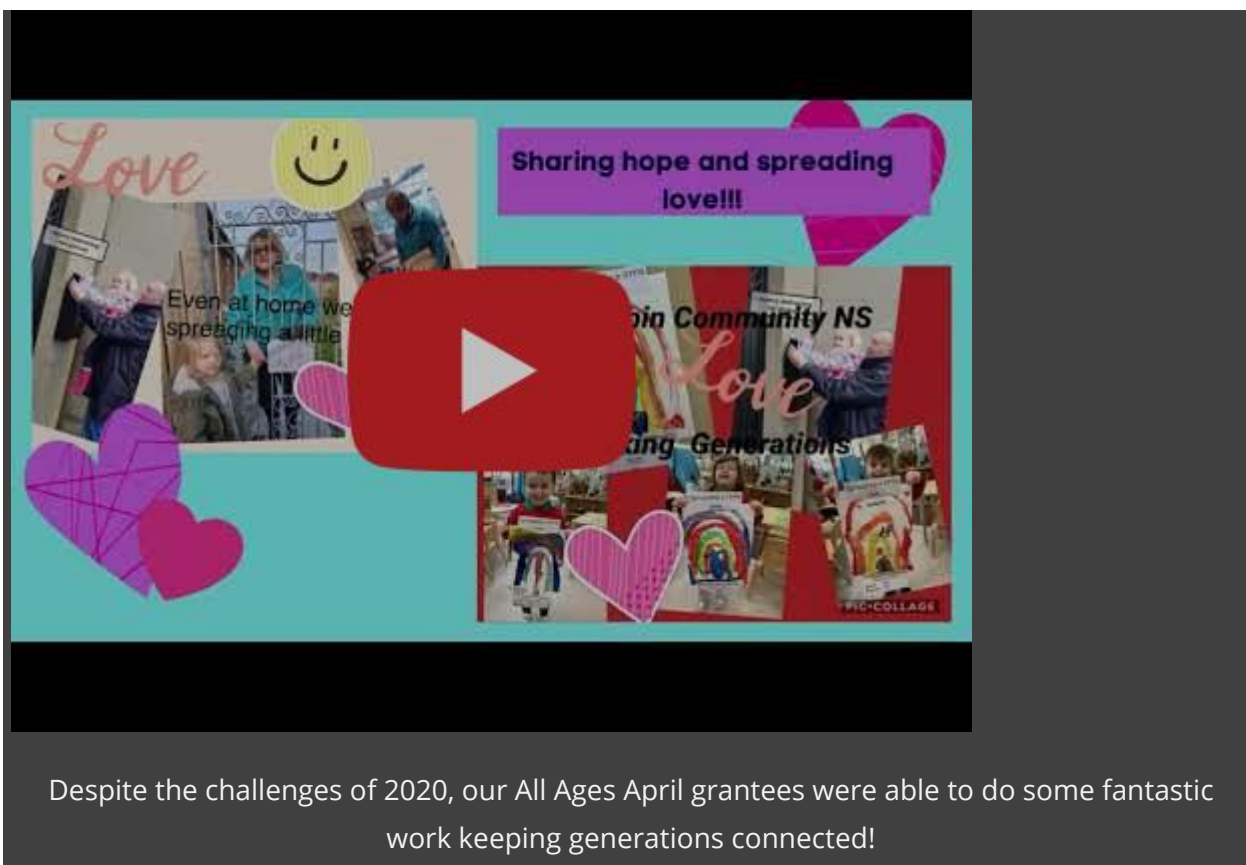 Love
Sharing hope and spreading
love!!!
Even at home we
spreading a little
Community NS
Love
Generations
PIC•COLLAGE
Despite the challenges of 2020, our All Ages April grantees were able to do some fantastic
work keeping generations connected!